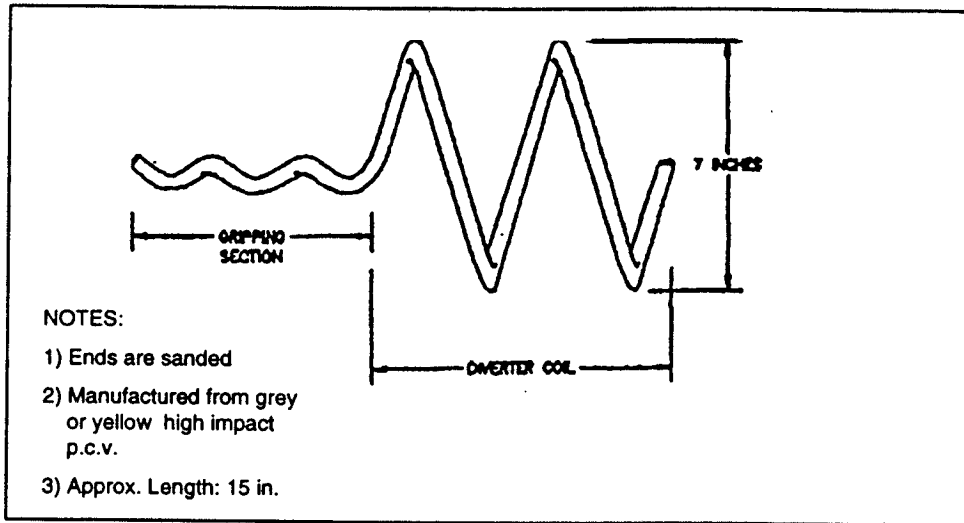 7 INCHES
GRIPPING
SECTION
DIVERTER COIL
NOTES:
1) Ends are sanded
2) Manufactured from grey
or yellow high impact
p.c.v.
3) Approx. Length: 15 in.